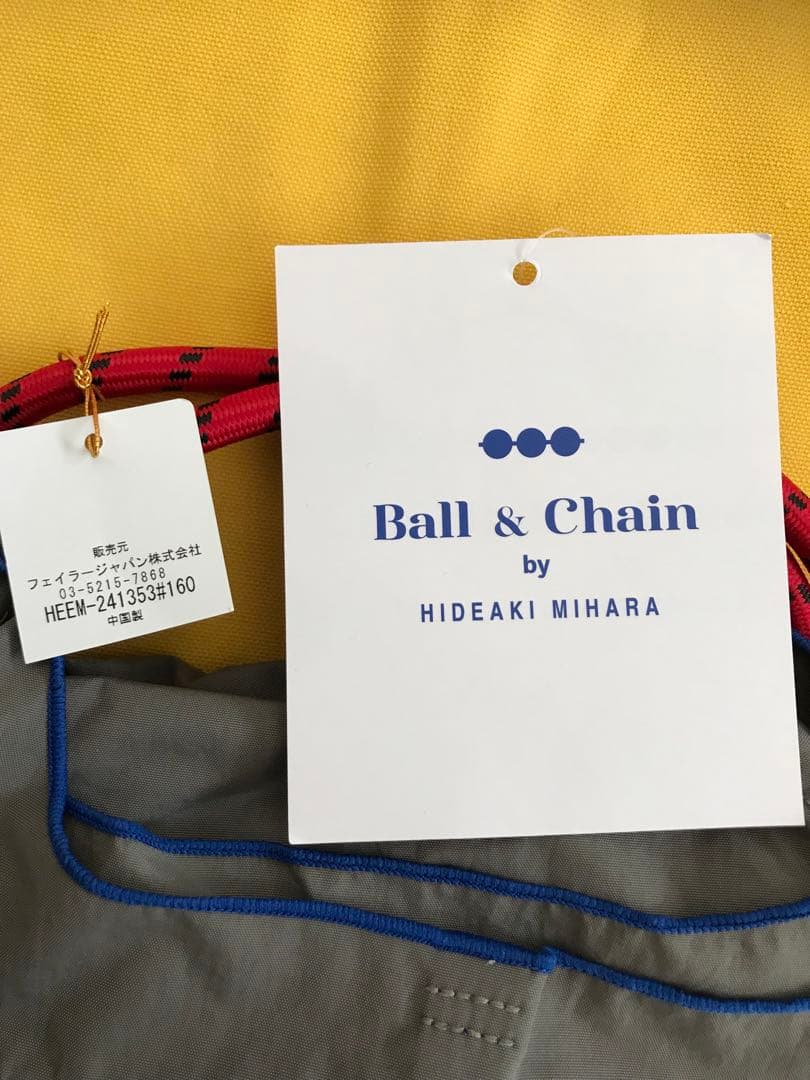 販売元
フェイラージャパン株式会社
03-5215-7868
HEEM-241353#160
中国製
Ball & Chain
by
HIDEAKI MIHARA